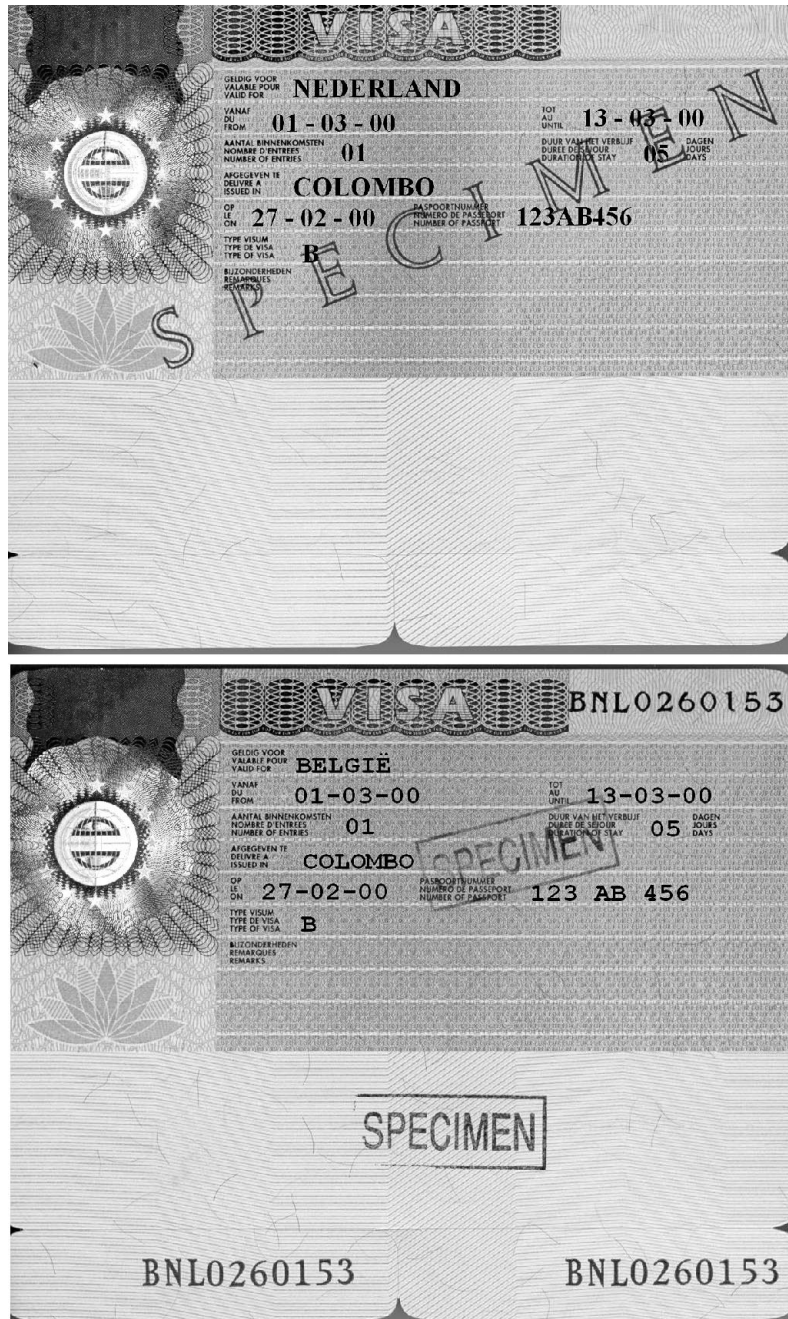 VISA
GELDIG VOOR
VALABLE POUR
VALID FOR
NEDERLAND
VANAF
DU
FROM
01 - 03 - 00
TOT
AU
UNTIL
13 - 03 - 00
AANTAL BINNENKOMSTEN
NOMBRE D'ENTREES
NUMBER OF ENTRIES
01
DUUR VAN HET VERBLIJF
DUREE DE SEJOUR
DURATION OF STAY
05
DAGEN
JOURS
DAYS
AFGEGEVEN TE
DELIVRE A
ISSUED IN
COLOMBO
OP
LE
ON
27 - 02 - 00
PASPOORTNUMMER
NUMERO DE PASSEPORT
NUMBER OF PASSPORT
123AB456
TYPE VISUM
TYPE DE VISA
TYPE OF VISA
B
BIJZONDERHEDEN
REMARQUES
REMARKS
SPECIMEN
VISA
BNL0260153
GELDIG VOOR
VALABLE POUR
VALID FOR
BELGIË
VANAF
DU
FROM
01-03-00
TOT
AU
UNTIL
13-03-00
AANTAL BINNENKOMSTEN
NOMBRE D'ENTREES
NUMBER OF ENTRIES
01
DUUR VAN HET VERBLIJF
DUREE DE SEJOUR
DURATION OF STAY
05
DAGEN
JOURS
DAYS
AFGEGEVEN TE
DELIVRE A
ISSUED IN
COLOMBO
SPECIMEN
OP
LE
ON
27-02-00
PASPOORTNUMMER
NUMERO DE PASSEPORT
NUMBER OF PASSPORT
123 AB 456
TYPE VISUM
TYPE DE VISA
TYPE OF VISA
B
BIJZONDERHEDEN
REMARQUES
REMARKS
SPECIMEN
BNL0260153
BNL0260153